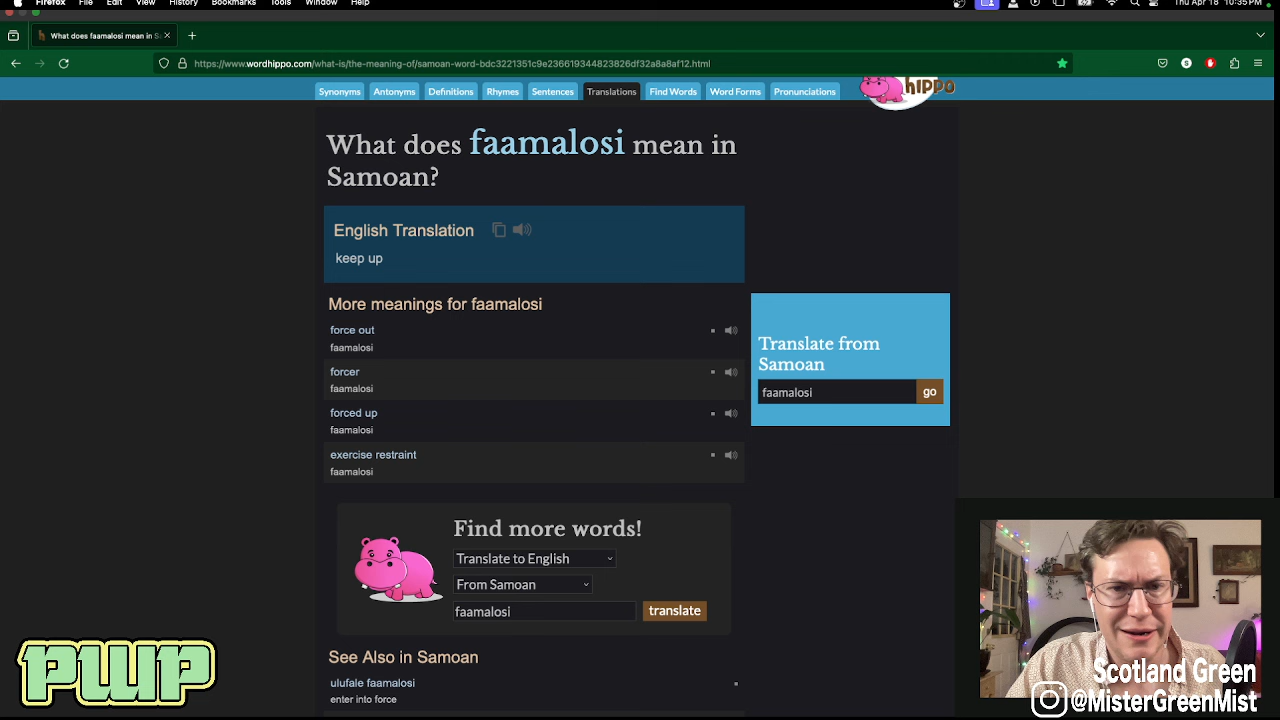 Firefox File Edit View History Bookmarks Tools Window Help
Thu Apr 18 10:35 PM
What does faamalosi mean in S
https://www.wordhippo.com/what-is/the-meaning-of/samoan-word-bdc3221351c9e236619344823826df32a8a8af12.html
Synonyms Antonyms Definitions Rhymes Sentences Translations Find Words Word Forms Pronunciations
hippo
What does faamalosi mean in
Samoan?
English Translation
keep up
More meanings for faamalosi
force out
faamalosi
forcer
faamalosi
forced up
faamalosi
exercise restraint
faamalosi
Translate from
Samoan
faamalosi go
Find more words!
Translate to English
From Samoan
faamalosi translate
See Also in Samoan
ulufale faamalosi
enter into force
PWP
Scotland Green
@MisterGreenMist